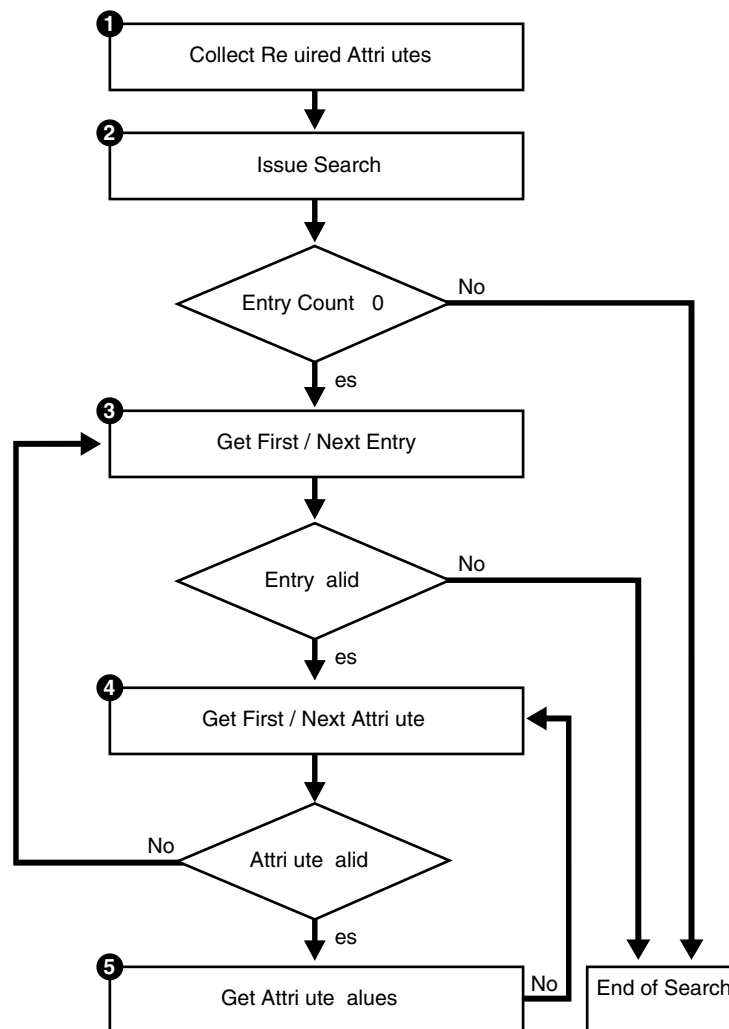 1
Collect Re uired Attri utes
2
Issue Search
Entry Count 0
No
es
3
Get First / Next Entry
Entry alid
No
es
4
Get First / Next Attri ute
Attri ute alid
No
es
5
Get Attri ute alues
No
End of Search